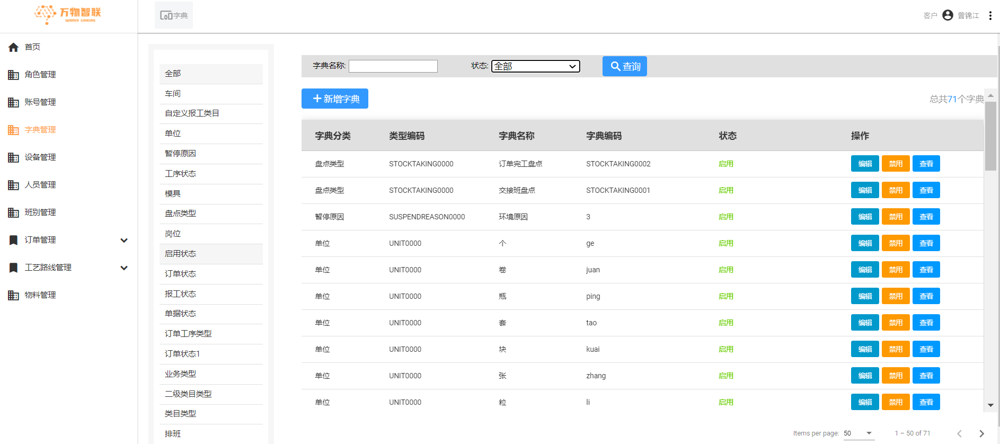 万物智联
WORLD LINKING
字典
客户 曾锦江
首页
角色管理
账号管理
字典管理
设备管理
人员管理
班别管理
订单管理
工艺路线管理
物料管理
全部
车间
自定义报工类目
单位
暂停原因
工序状态
模具
盘点类型
岗位
启用状态
订单状态
报工状态
单据状态
订单工序类型
订单状态1
业务类型
二级类目类型
类目类型
排班
字典名称: 状态: 全部 查询
新增字典 总共71个字典
字典分类 类型编码 字典名称 字典编码 状态 操作
盘点类型 STOCKTAKING0000 订单完工盘点 STOCKTAKING0002 启用 编辑 禁用 查看
盘点类型 STOCKTAKING0000 交接班盘点 STOCKTAKING0001 启用 编辑 禁用 查看
暂停原因 SUSPENDREASON0000 环境原因 3 启用 编辑 禁用 查看
单位 UNIT0000 个 ge 启用 编辑 禁用 查看
单位 UNIT0000 卷 juan 启用 编辑 禁用 查看
单位 UNIT0000 瓶 ping 启用 编辑 禁用 查看
单位 UNIT0000 套 tao 启用 编辑 禁用 查看
单位 UNIT0000 块 kuai 启用 编辑 禁用 查看
单位 UNIT0000 张 zhang 启用 编辑 禁用 查看
单位 UNIT0000 粒 li 启用 编辑 禁用 查看
Items per page: 50 1 – 50 of 71